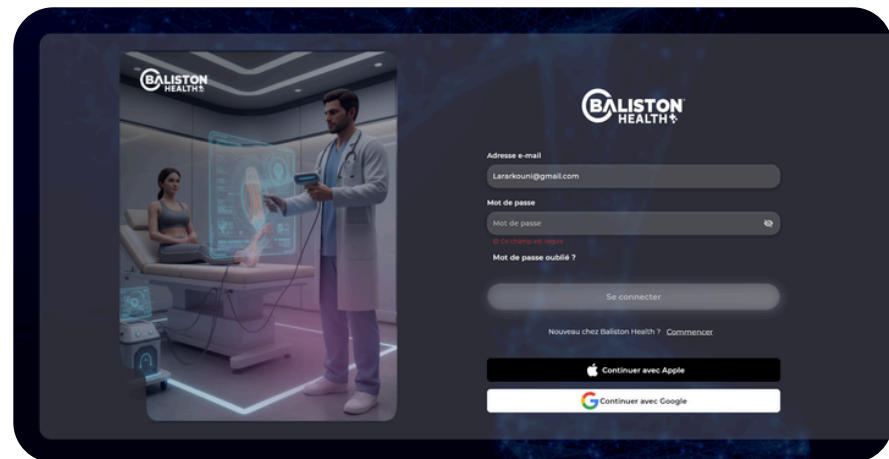 BALISTON
HEALTH
BALISTON
HEALTH
Adresse e-mail
Lararkouni@gmail.com
Mot de passe
Mot de passe
Ce champ est requis
Mot de passe oublié ?
Se connecter
Nouveau chez Baliston Health ? Commencer
Continuer avec Apple
Continuer avec Google